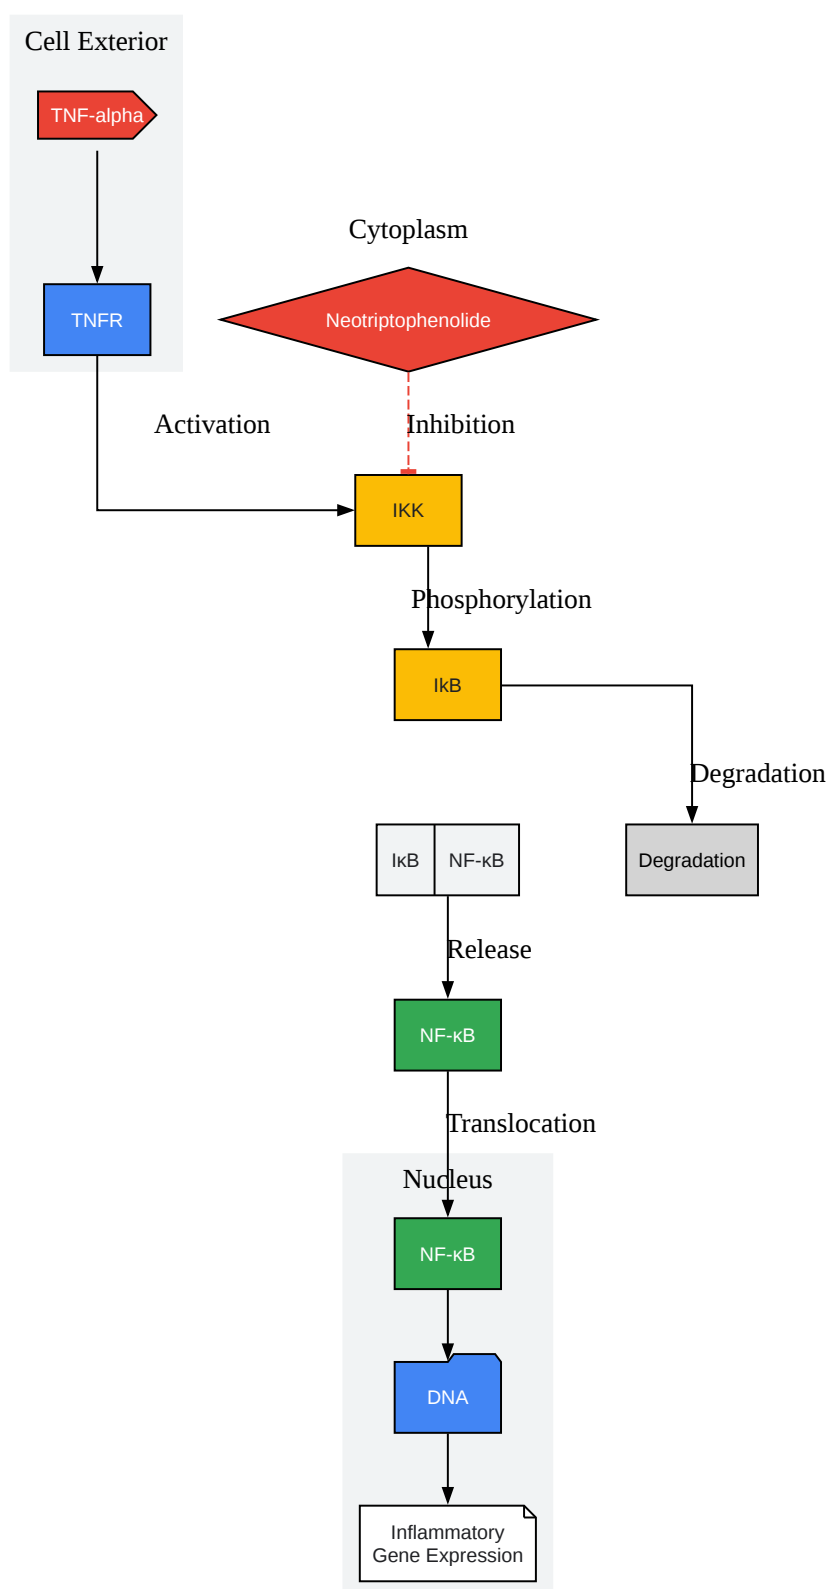 Cell Exterior
TNF-alpha
Cytoplasm
TNFR
Neotriptophenolide
Activation
Inhibition
IKK
Phosphorylation
IkB
Degradation
IκB
NF-κB
Degradation
Release
NF-κB
Translocation
Nucleus
NF-κB
DNA
Inflammatory
Gene Expression